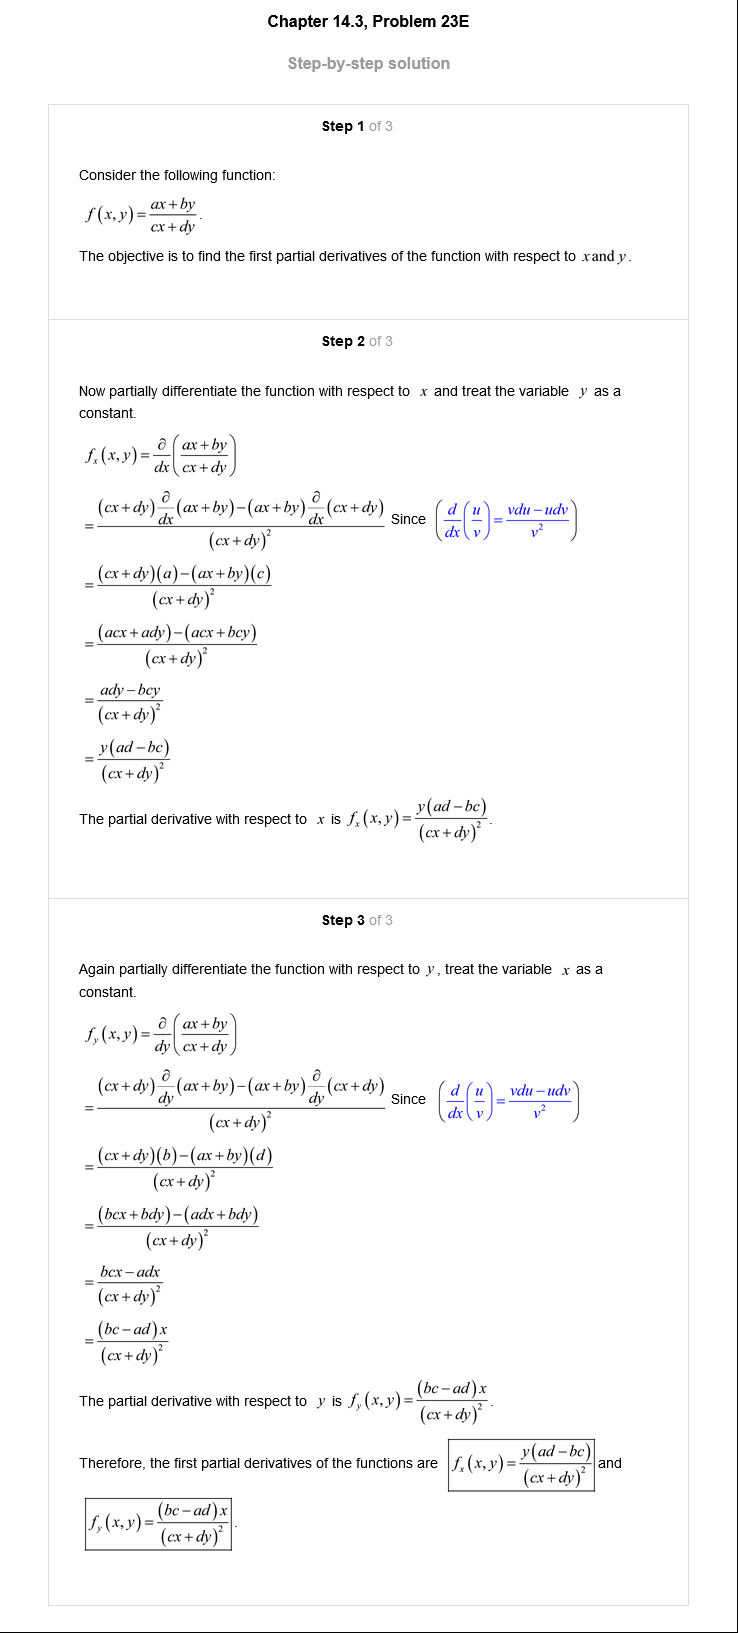 Chapter 14.3, Problem 23E
Step-by-step solution
Step 1 of 3
Consider the following function:
f(x,y)=\frac{ax+by}{cx+dy}.
The objective is to find the first partial derivatives of the function with respect to x and y.
Step 2 of 3
Now partially differentiate the function with respect to x and treat the variable y as a
constant.
f_x(x,y)=\frac{∂}{dx}\left(\frac{ax+by}{cx+dy}\right)
=\frac{(cx+dy)\frac{∂}{dx}(ax+by)-(ax+by)\frac{∂}{dx}(cx+dy)}{(cx+dy)^2} Since \left(\frac{d}{dx}\left(\frac{u}{v}\right)=\frac{vdu-udv}{v^2}\right)
=\frac{(cx+dy)(a)-(ax+by)(c)}{(cx+dy)^2}
=\frac{(acx+ady)-(acx+bcy)}{(cx+dy)^2}
=\frac{ady-bcy}{(cx+dy)^2}
=\frac{y(ad-bc)}{(cx+dy)^2}
The partial derivative with respect to x is f_x(x,y)=\frac{y(ad-bc)}{(cx+dy)^2}.
Step 3 of 3
Again partially differentiate the function with respect to y, treat the variable x as a
constant.
f_y(x,y)=\frac{∂}{dy}\left(\frac{ax+by}{cx+dy}\right)
=\frac{(cx+dy)\frac{∂}{dy}(ax+by)-(ax+by)\frac{∂}{dy}(cx+dy)}{(cx+dy)^2} Since \left(\frac{d}{dx}\left(\frac{u}{v}\right)=\frac{vdu-udv}{v^2}\right)
=\frac{(cx+dy)(b)-(ax+by)(d)}{(cx+dy)^2}
=\frac{(bcx+bdy)-(adx+bdy)}{(cx+dy)^2}
=\frac{bcx-adx}{(cx+dy)^2}
=\frac{(bc-ad)x}{(cx+dy)^2}
The partial derivative with respect to y is f_y(x,y)=\frac{(bc-ad)x}{(cx+dy)^2}.
Therefore, the first partial derivatives of the functions are f_x(x,y)=\frac{y(ad-bc)}{(cx+dy)^2} and
f_y(x,y)=\frac{(bc-ad)x}{(cx+dy)^2}.